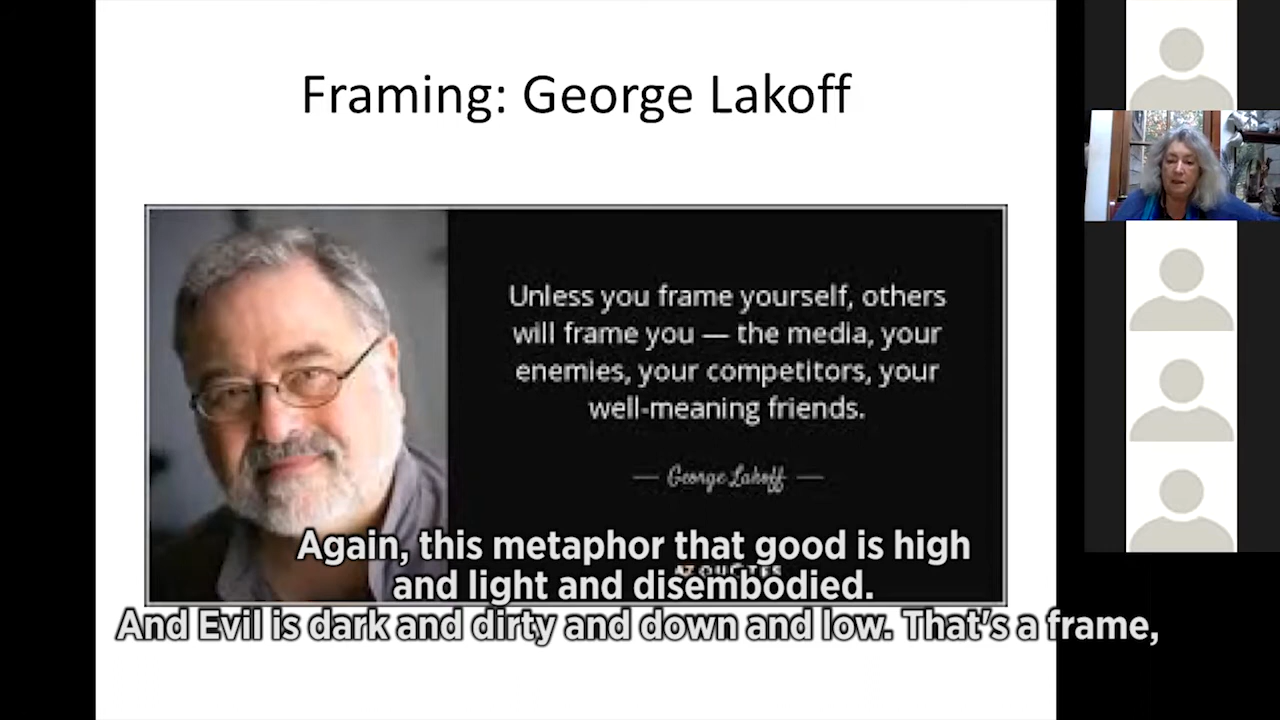 Framing: George Lakoff
Unless you frame yourself, others
will frame you — the media, your
enemies, your competitors, your
well-meaning friends.
— George Lakoff —
Again, this metaphor that good is high
and light and disembodied.
And Evil is dark and dirty and down and low. That's a frame,